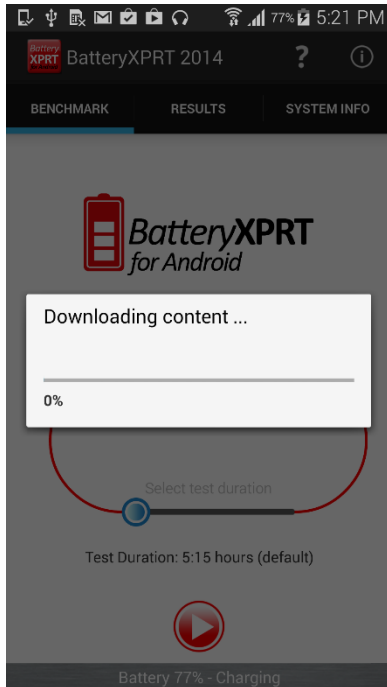 77% 5:21 PM
Battery
XPRT
BatteryXPRT 2014
?
BENCHMARK RESULTS SYSTEM INFO
BatteryXPRT
for Android
Downloading content ...
0%
Select test duration
Test Duration: 5:15 hours (default)
Battery 77% - Charging